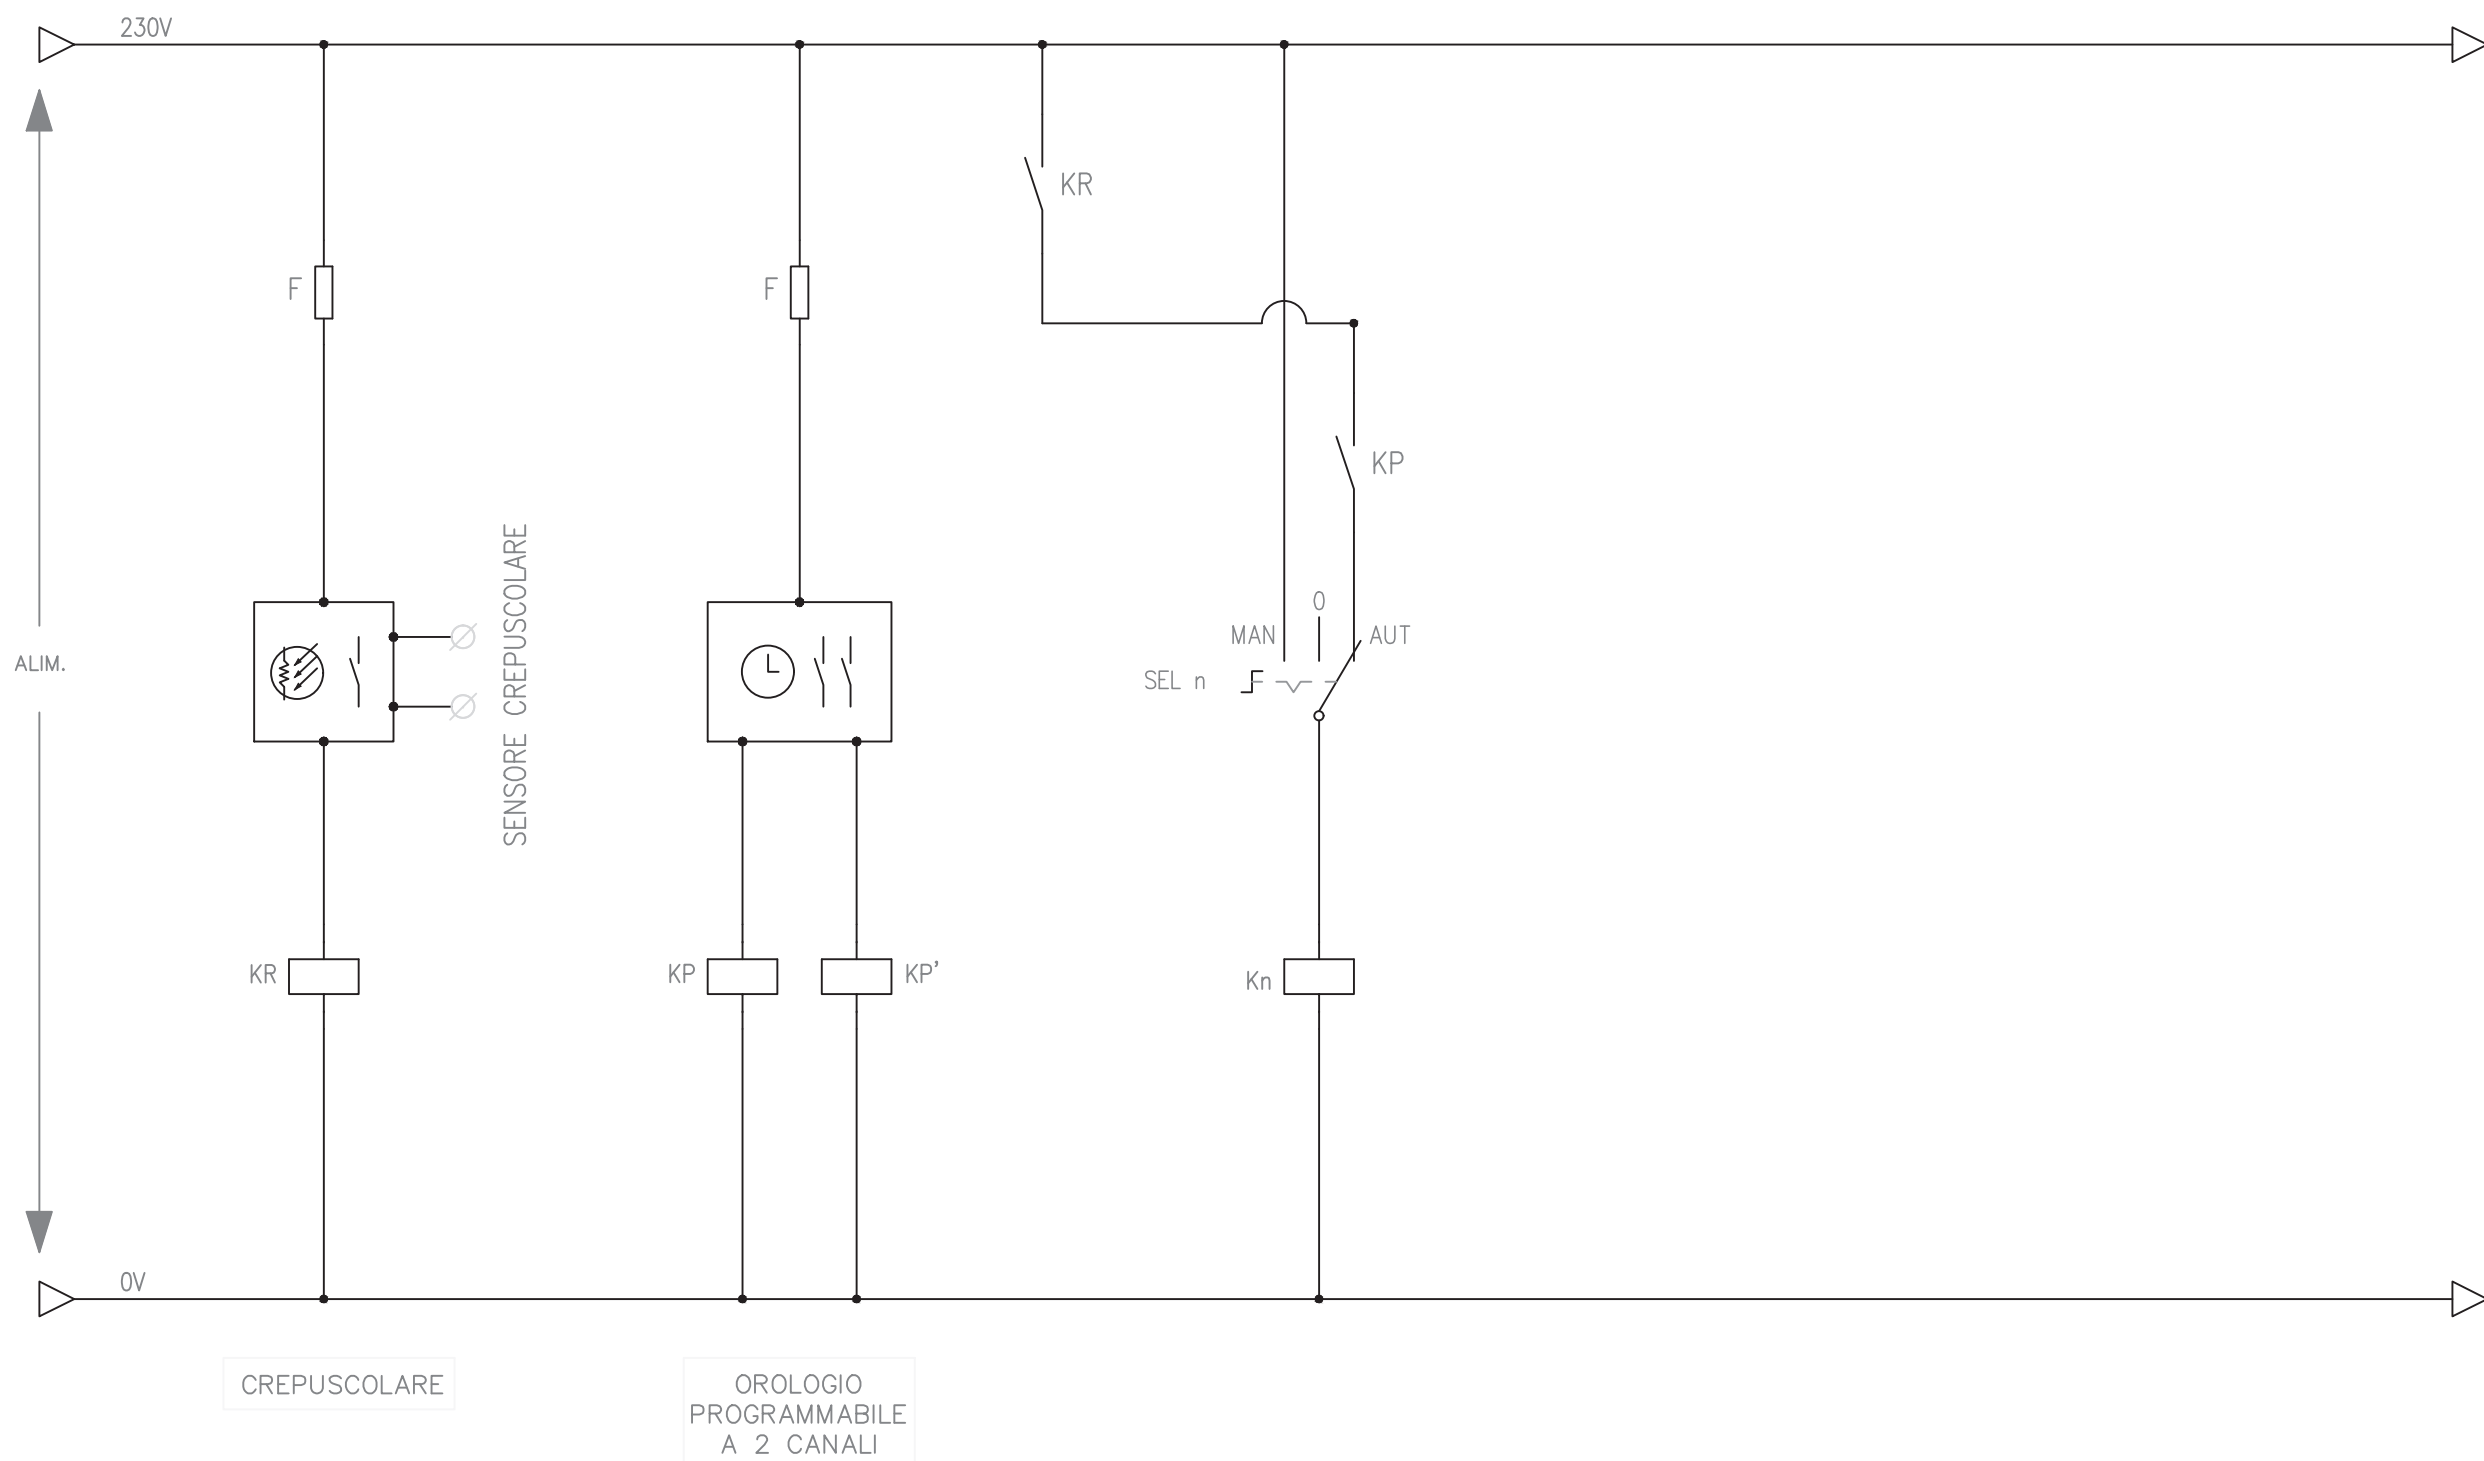 230V
KR
F
F
KP
0
MAN
AUT
ALIM.
SEL n
SENSORE CREPUSCOLARE
KR
KP
KP'
Kn
0V
CREPUSCOLARE
OROLOGIO
PROGRAMMABILE
A 2 CANALI